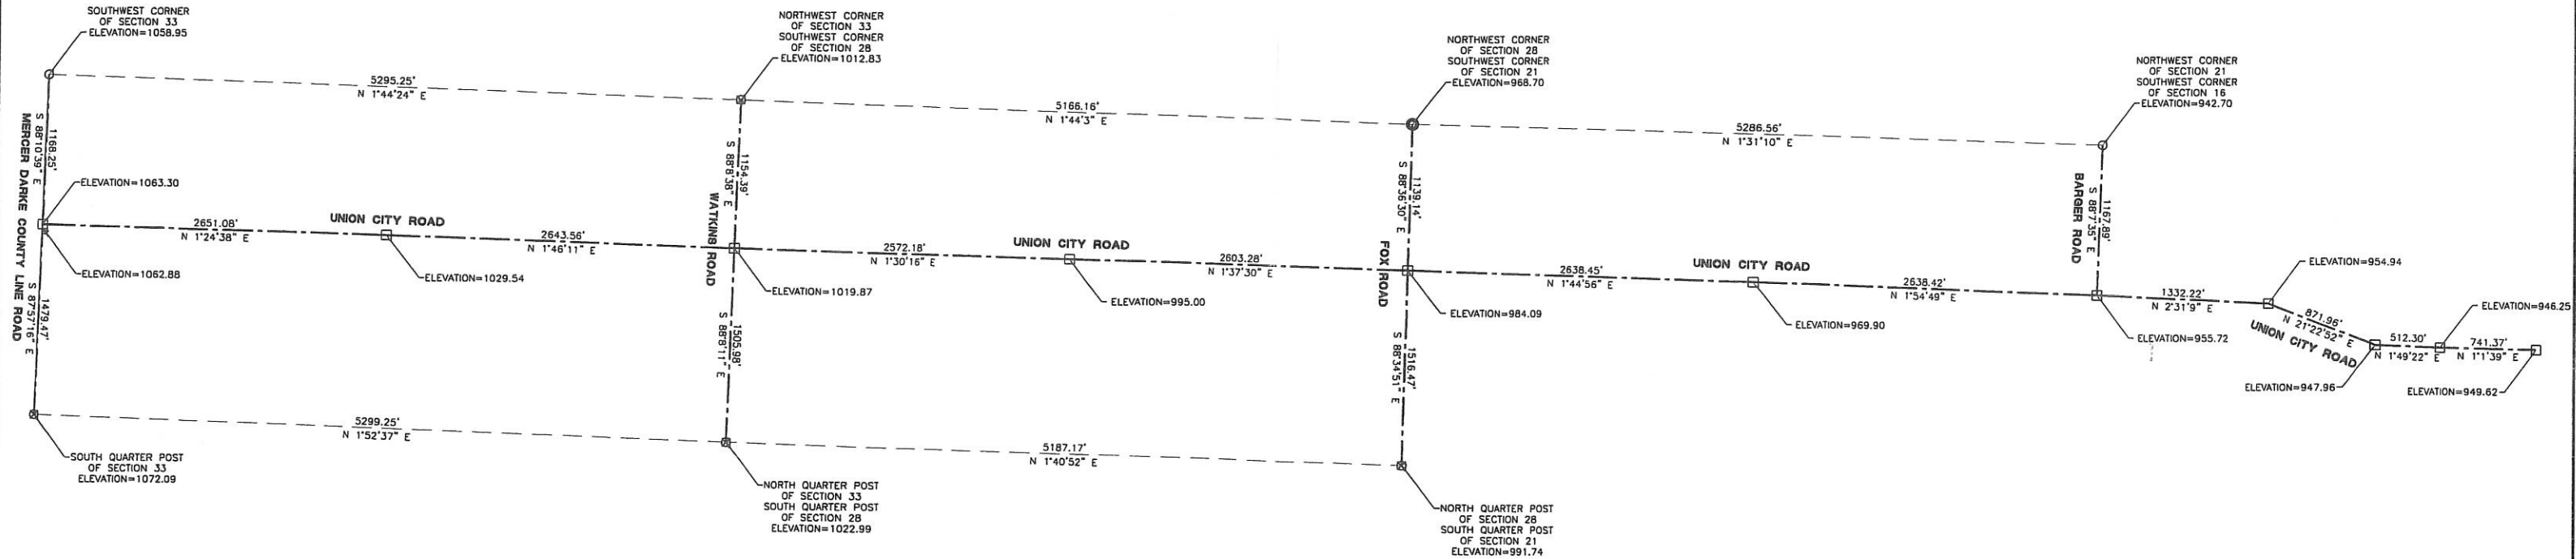 SOUTHWEST CORNER
OF SECTION 33
ELEVATION=1058.95
NORTHWEST CORNER
OF SECTION 33
SOUTHWEST CORNER
OF SECTION 28
ELEVATION=1012.83
NORTHWEST CORNER
OF SECTION 28
SOUTHWEST CORNER
OF SECTION 21
ELEVATION=968.70
NORTHWEST CORNER
OF SECTION 21
SOUTHWEST CORNER
OF SECTION 16
ELEVATION=942.70
5295.25'
N 1°44'24" E
5166.16'
N 1°44'3" E
5286.56'
N 1°31'10" E
1168.25'
S 88°10'39" E
MERCER DARKE COUNTY LINE ROAD
1479.47'
S 87°57'16" E
ELEVATION=1063.30
ELEVATION=1062.88
2651.08'
N 1°24'38" E
UNION CITY ROAD
ELEVATION=1029.54
2643.56'
N 1°46'11" E
1154.39'
S 88°8'38" E
WATKINS ROAD
1505.98'
S 88°8'11" E
ELEVATION=1019.87
2572.18'
N 1°30'16" E
UNION CITY ROAD
ELEVATION=995.00
2603.28'
N 1°37'30" E
1139.14'
S 88°36'30" E
FOX ROAD
1516.47'
S 88°34'51" E
ELEVATION=984.09
2638.45'
N 1°44'56" E
UNION CITY ROAD
ELEVATION=969.90
2638.42'
N 1°54'49" E
1167.89'
S 88°7'35" E
BARGER ROAD
ELEVATION=955.72
1332.22'
N 2°31'9" E
ELEVATION=954.94
871.96'
N 21°22'52" E
UNION CITY ROAD
ELEVATION=947.96
512.30'
N 1°49'22" E
ELEVATION=946.25
741.37'
N 1°1'39" E
ELEVATION=949.62
5299.25'
N 1°52'37" E
5187.17'
N 1°40'52" E
SOUTH QUARTER POST
OF SECTION 33
ELEVATION=1072.09
NORTH QUARTER POST
OF SECTION 33
SOUTH QUARTER POST
OF SECTION 28
ELEVATION=1022.99
NORTH QUARTER POST
OF SECTION 28
SOUTH QUARTER POST
OF SECTION 21
ELEVATION=991.74